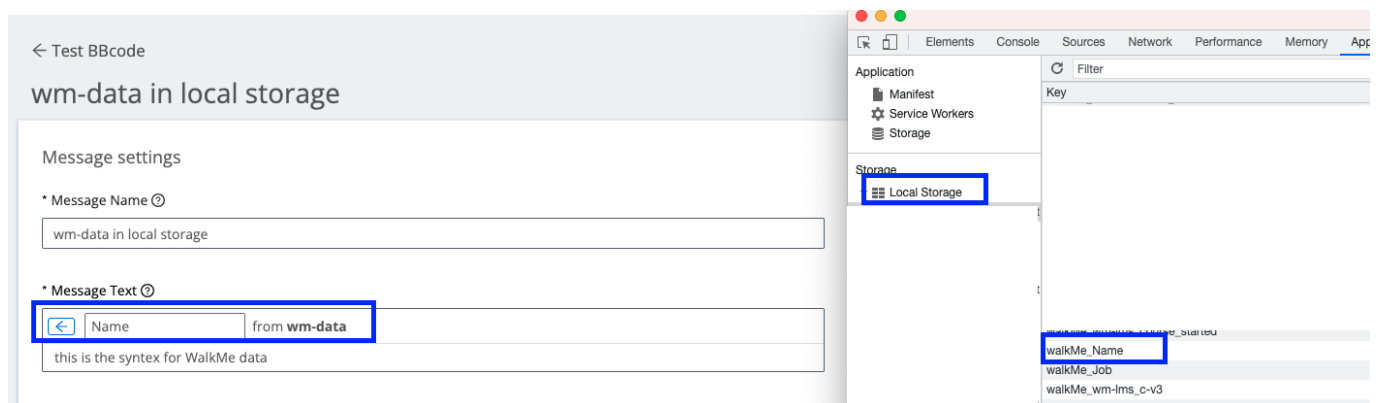 ← Test BBcode
wm-data in local storage
Message settings
* Message Name
wm-data in local storage
* Message Text
Name from wm-data
this is the syntex for WalkMe data
Elements Console Sources Network Performance Memory App
Application
Manifest
Service Workers
Storage
Storage
Local Storage
Filter
Key
walkMe_Name
walkMe_Job
walkMe_wm-lms_c-v3